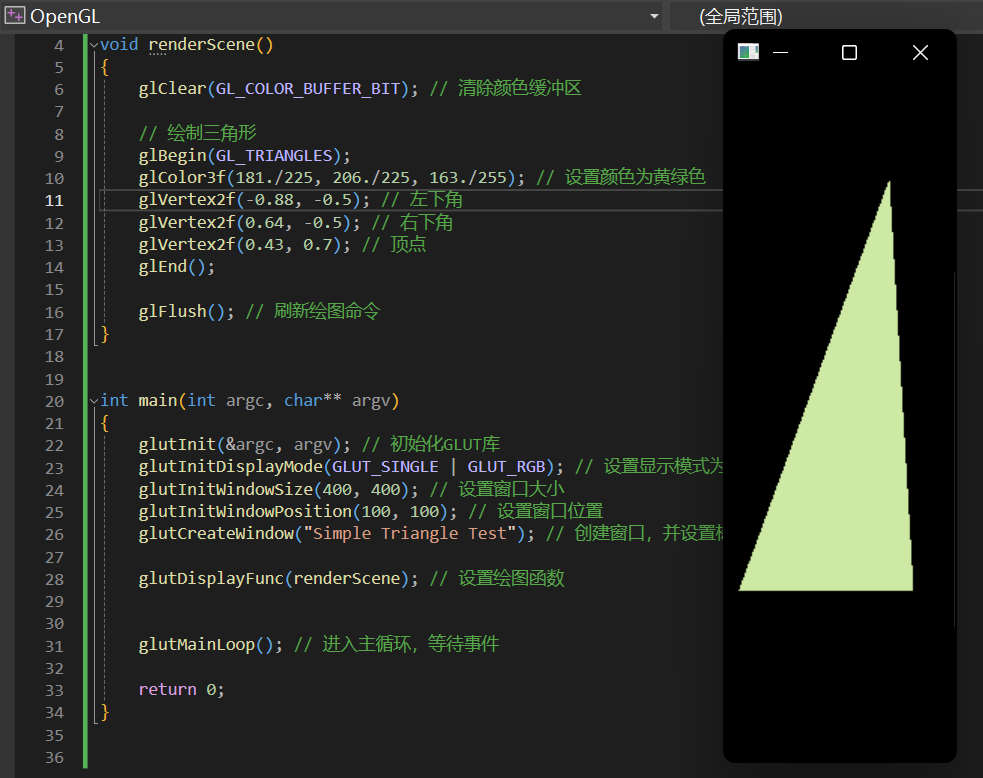 OpenGL
(全局范围)
4 void renderScene()
5 {
6 glClear(GL_COLOR_BUFFER_BIT); // 清除颜色缓冲区
7
8 // 绘制三角形
9 glBegin(GL_TRIANGLES);
10 glColor3f(181./225, 206./225, 163./255); // 设置颜色为黄绿色
11 glVertex2f(-0.88, -0.5); // 左下角
12 glVertex2f(0.64, -0.5); // 右下角
13 glVertex2f(0.43, 0.7); // 顶点
14 glEnd();
15
16 glFlush(); // 刷新绘图命令
17 }
18
19
20 int main(int argc, char** argv)
21 {
22 glutInit(&argc, argv); // 初始化GLUT库
23 glutInitDisplayMode(GLUT_SINGLE | GLUT_RGB); // 设置显示模式为
24 glutInitWindowSize(400, 400); // 设置窗口大小
25 glutInitWindowPosition(100, 100); // 设置窗口位置
26 glutCreateWindow("Simple Triangle Test"); // 创建窗口，并设置标
27
28 glutDisplayFunc(renderScene); // 设置绘图函数
29
30
31 glutMainLoop(); // 进入主循环，等待事件
32
33 return 0;
34 }
35
36